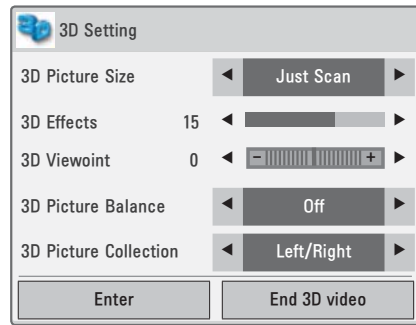 3D Setting
3D Picture Size ◀ Just Scan ▶
3D Effects 15 ◀ ▶
3D Viewoint 0 ◀ - + ▶
3D Picture Balance ◀ Off ▶
3D Picture Collection ◀ Left/Right ▶
Enter End 3D video